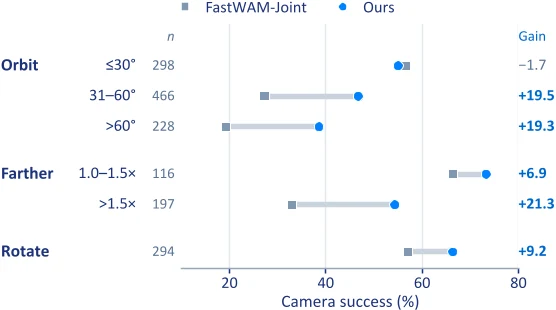 FastWAM-Joint Ours
n Gain
Orbit ≤30° 298 −1.7
31–60° 466 +19.5
>60° 228 +19.3
Farther 1.0–1.5× 116 +6.9
>1.5× 197 +21.3
Rotate 294 +9.2
20 40 60 80
Camera success (%)